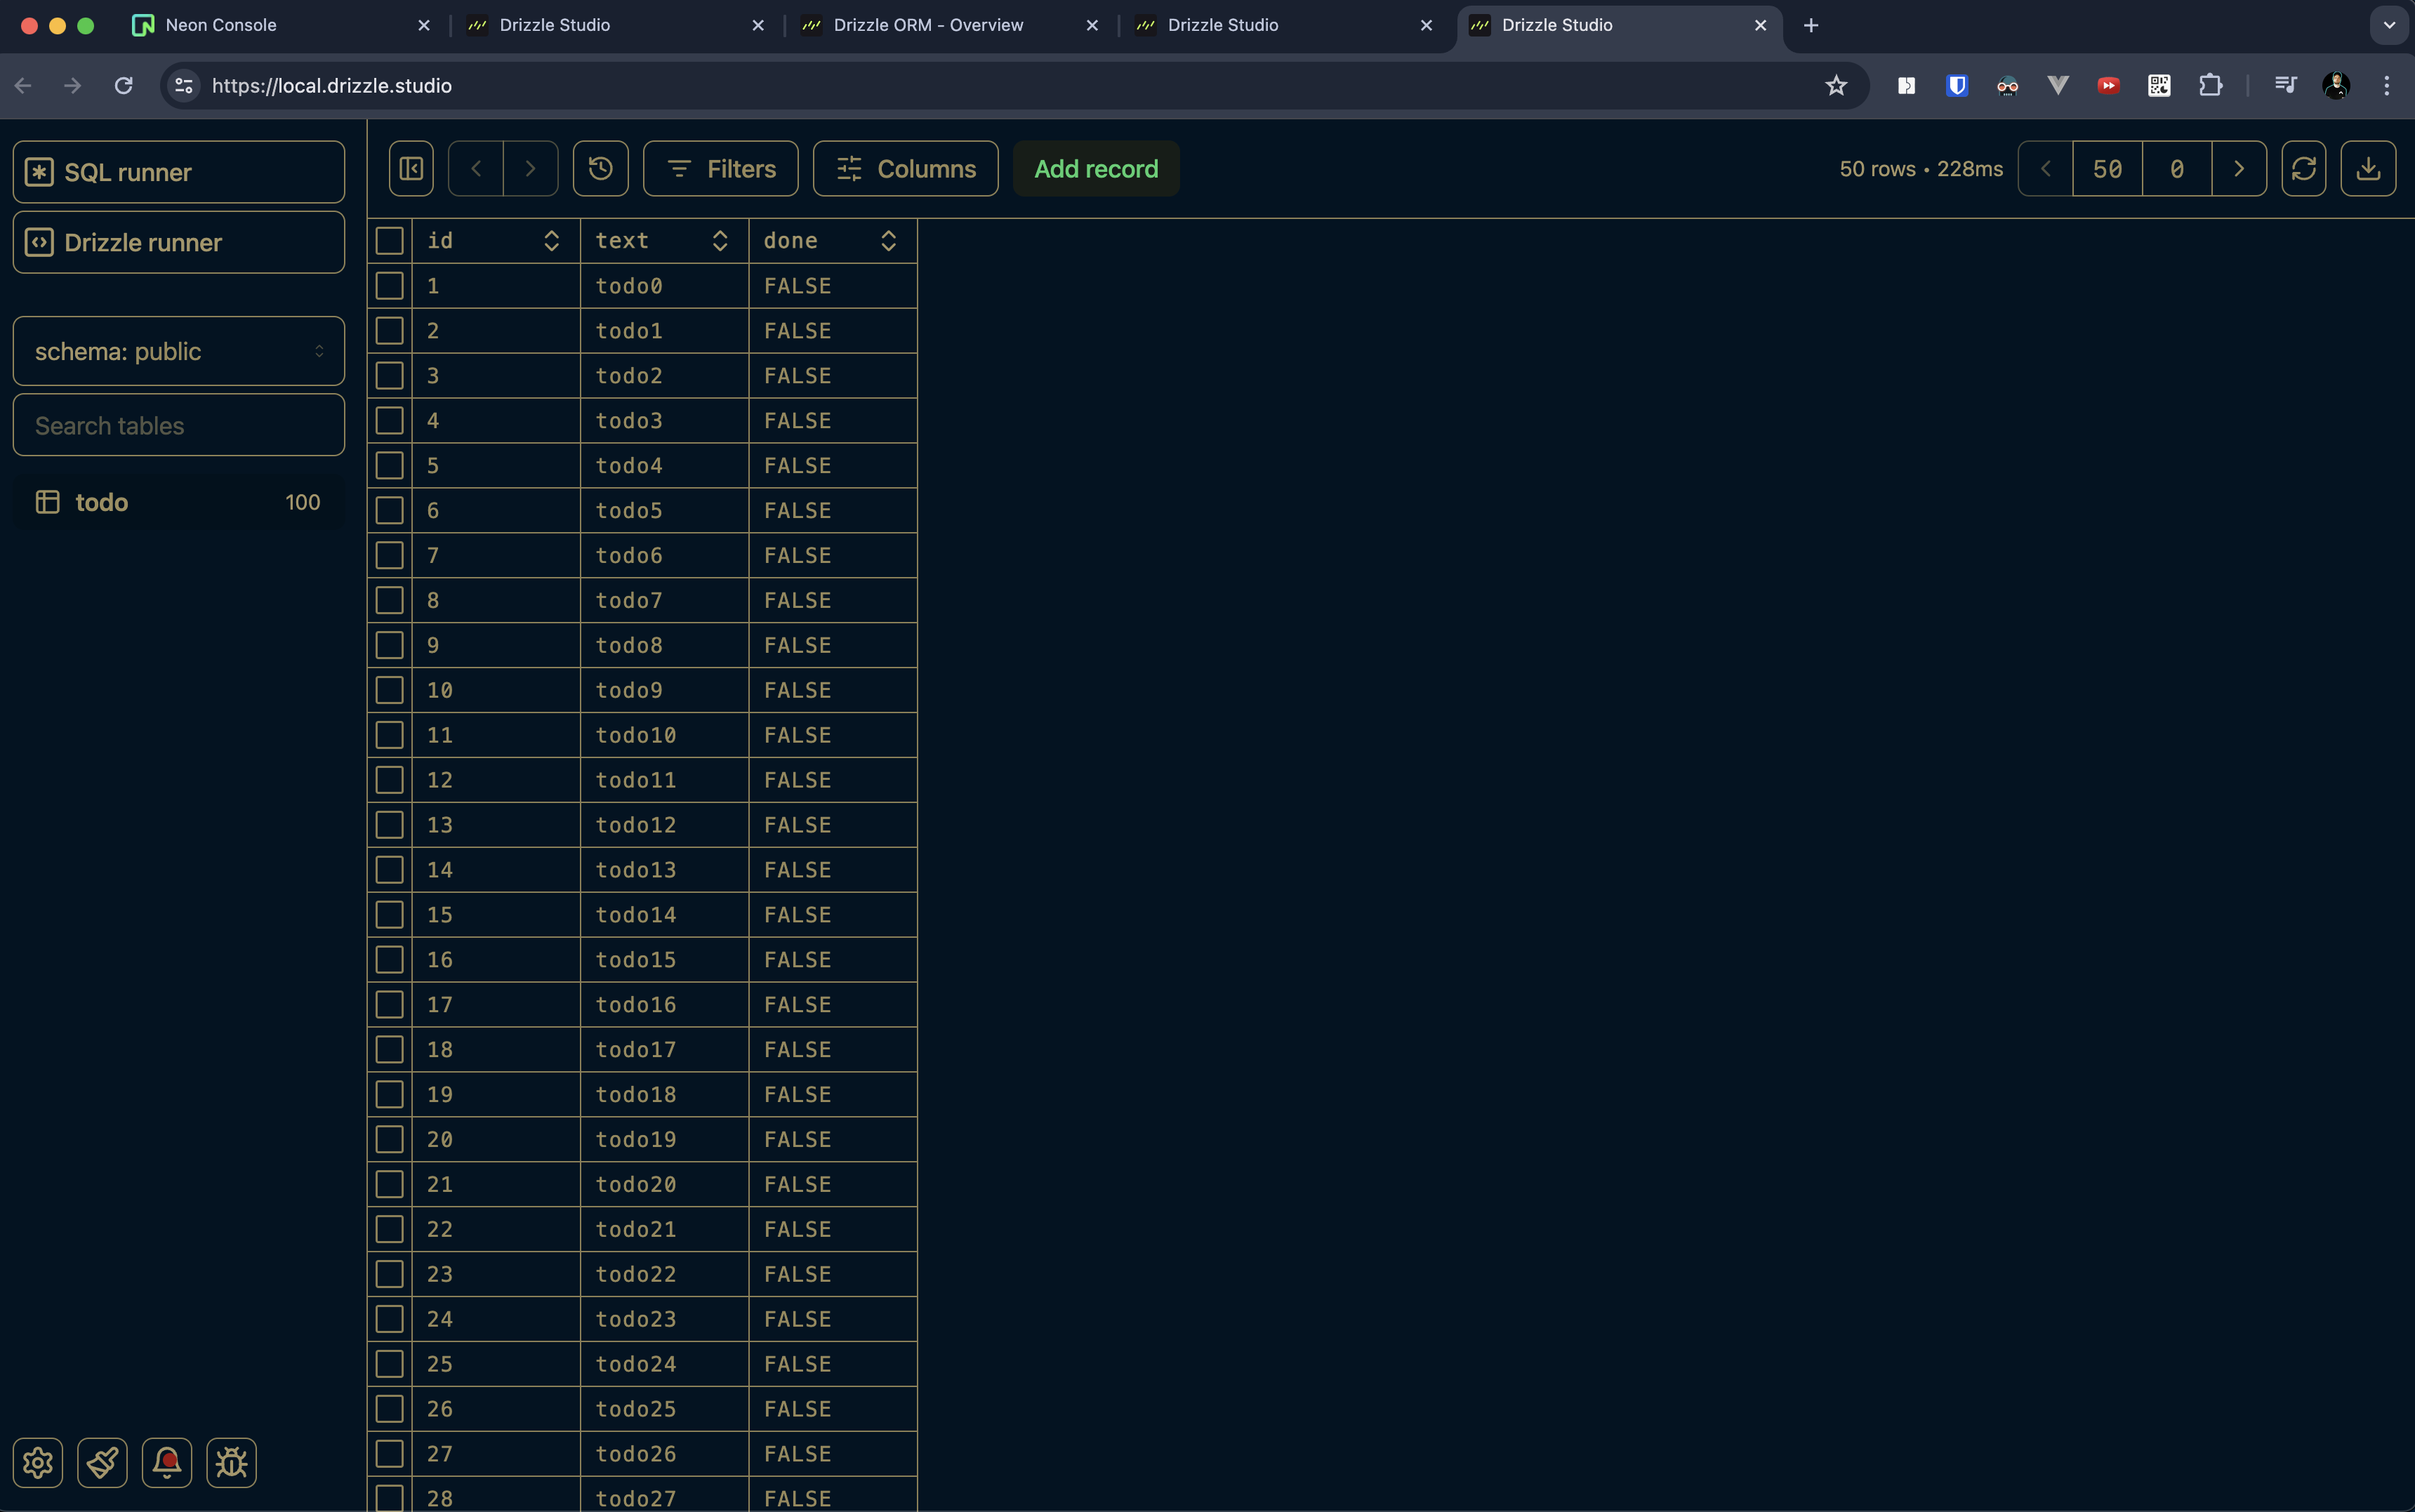 Neon Console Drizzle Studio Drizzle ORM - Overview Drizzle Studio Drizzle Studio
https://local.drizzle.studio
SQL runner
Drizzle runner
schema: public
Search tables
todo 100
Filters Columns Add record 50 rows • 228ms 50 0
id text done
1 todo0 FALSE
2 todo1 FALSE
3 todo2 FALSE
4 todo3 FALSE
5 todo4 FALSE
6 todo5 FALSE
7 todo6 FALSE
8 todo7 FALSE
9 todo8 FALSE
10 todo9 FALSE
11 todo10 FALSE
12 todo11 FALSE
13 todo12 FALSE
14 todo13 FALSE
15 todo14 FALSE
16 todo15 FALSE
17 todo16 FALSE
18 todo17 FALSE
19 todo18 FALSE
20 todo19 FALSE
21 todo20 FALSE
22 todo21 FALSE
23 todo22 FALSE
24 todo23 FALSE
25 todo24 FALSE
26 todo25 FALSE
27 todo26 FALSE
28 todo27 FALSE